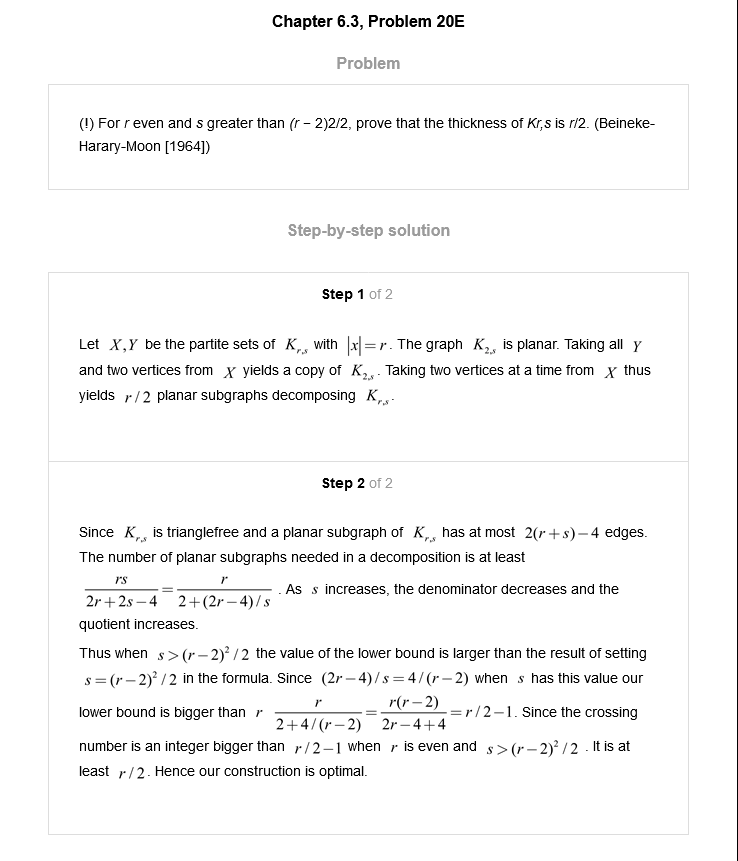 Chapter 6.3, Problem 20E
Problem
(!) For r even and s greater than (r − 2)2/2, prove that the thickness of Kr,s is r/2. (Beineke-
Harary-Moon [1964])
Step-by-step solution
Step 1 of 2
Let X,Y be the partite sets of K_{r,s} with |x|=r. The graph K_{2,s} is planar. Taking all Y
and two vertices from X yields a copy of K_{2,s}. Taking two vertices at a time from X thus
yields r/2 planar subgraphs decomposing K_{r,s}.
Step 2 of 2
Since K_{r,s} is trianglefree and a planar subgraph of K_{r,s} has at most 2(r+s)−4 edges.
The number of planar subgraphs needed in a decomposition is at least
rs/(2r+2s−4) = r/(2+(2r−4)/s). As s increases, the denominator decreases and the
quotient increases.
Thus when s>(r−2)²/2 the value of the lower bound is larger than the result of setting
s=(r−2)²/2 in the formula. Since (2r−4)/s=4/(r−2) when s has this value our
lower bound is bigger than r r/(2+4/(r−2)) = r(r−2)/(2r−4+4) = r/2−1. Since the crossing
number is an integer bigger than r/2−1 when r is even and s>(r−2)²/2 . It is at
least r/2. Hence our construction is optimal.